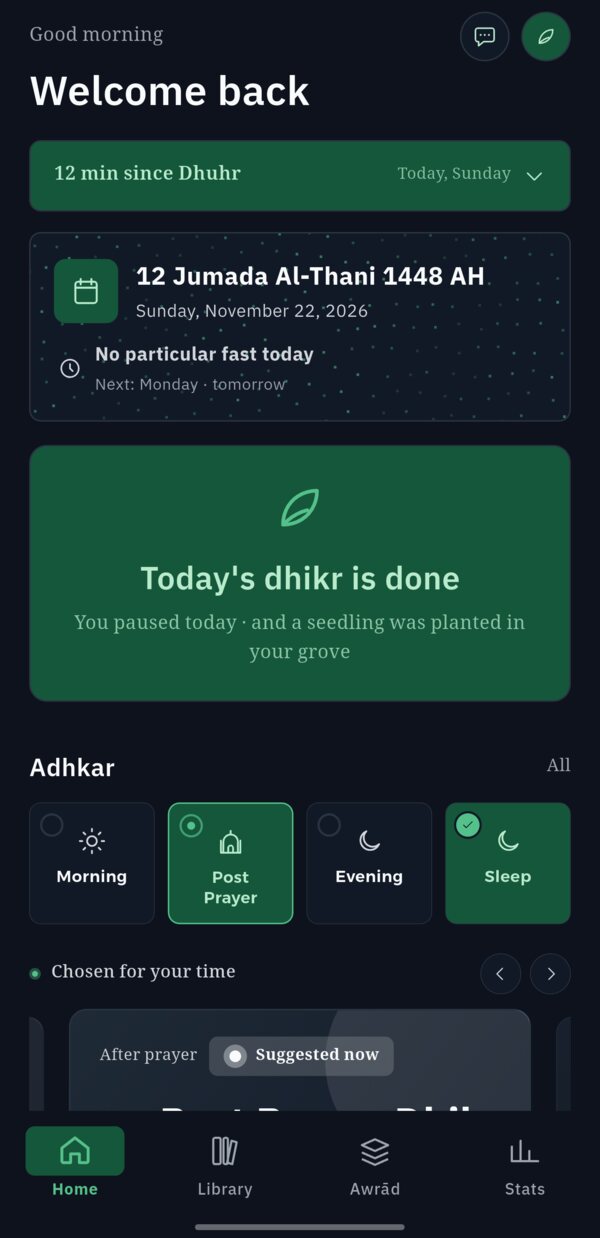 Good morning
Welcome back
12 min since Dhuhr
Today, Sunday
12 Jumada Al-Thani 1448 AH
Sunday, November 22, 2026
No particular fast today
Next: Monday · tomorrow
Today's dhikr is done
You paused today · and a seedling was planted in
your grove
Adhkar
All
Morning
Post
Prayer
Evening
Sleep
Chosen for your time
After prayer
Suggested now
Home
Library
Awrād
Stats